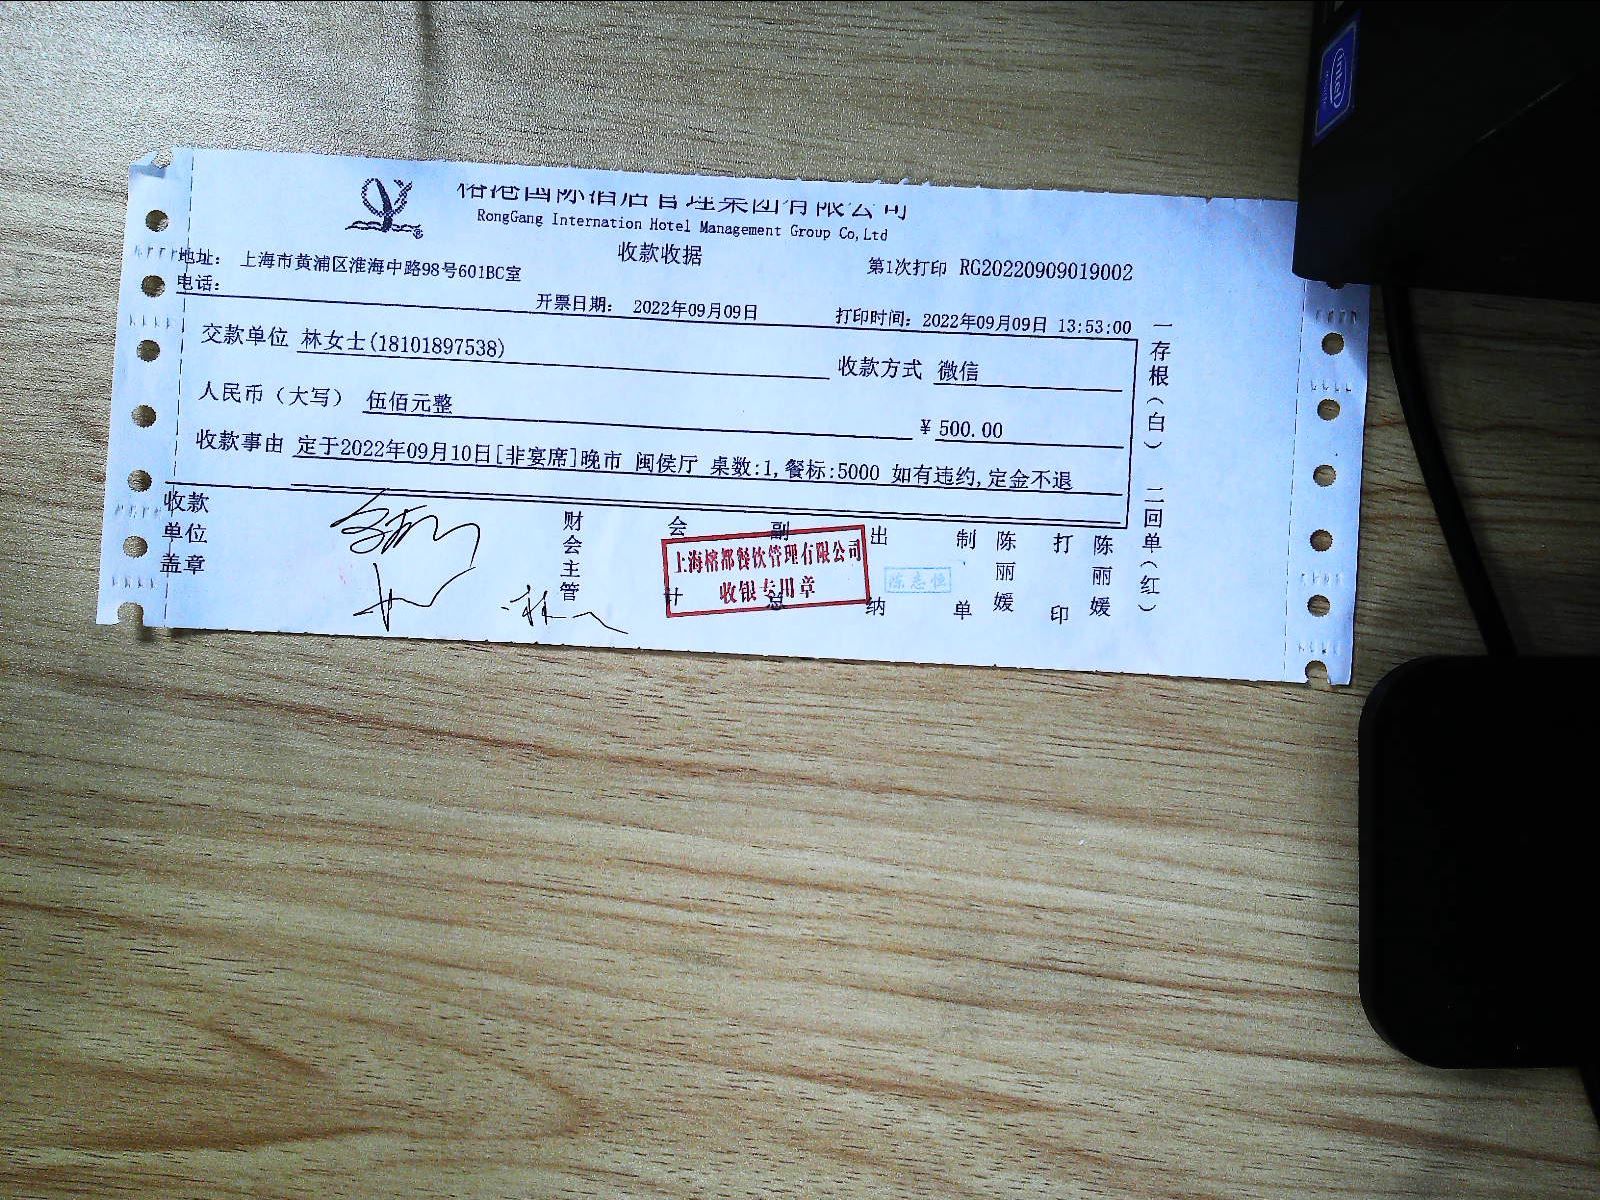 榕港国际酒店管理集团有限公司
RongGang Internation Hotel Management Group Co,Ltd
收款收据
地址： 上海市黄浦区淮海中路98号601BC室
第1次打印 RG20220909019002
电话：
开票日期： 2022年09月09日
打印时间：2022年09月09日 13:53:00
交款单位 林女士(18101897538)
收款方式 微信
人民币（大写） 伍佰元整
¥ 500.00
收款事由 定于2022年09月10日[非宴席]晚市 闽侯厅 桌数:1,餐标:5000 如有违约,定金不退
收款单位盖章
财会主管
会计
副总
出纳
制单
陈丽媛
打印
陈丽媛
上海榕都餐饮管理有限公司
收银专用章
陈志恒
一存根（白） 二回单（红）
intel